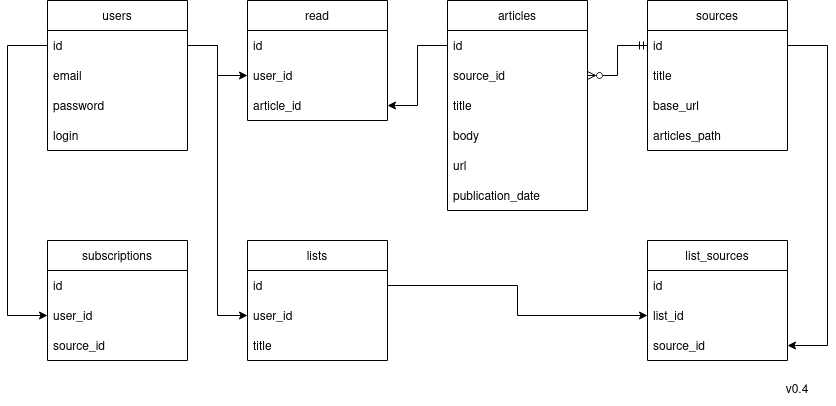 users
id
email
password
login
read
id
user_id
article_id
articles
id
source_id
title
body
url
publication_date
sources
id
title
base_url
articles_path
subscriptions
id
user_id
source_id
lists
id
user_id
title
list_sources
id
list_id
source_id
v0.4